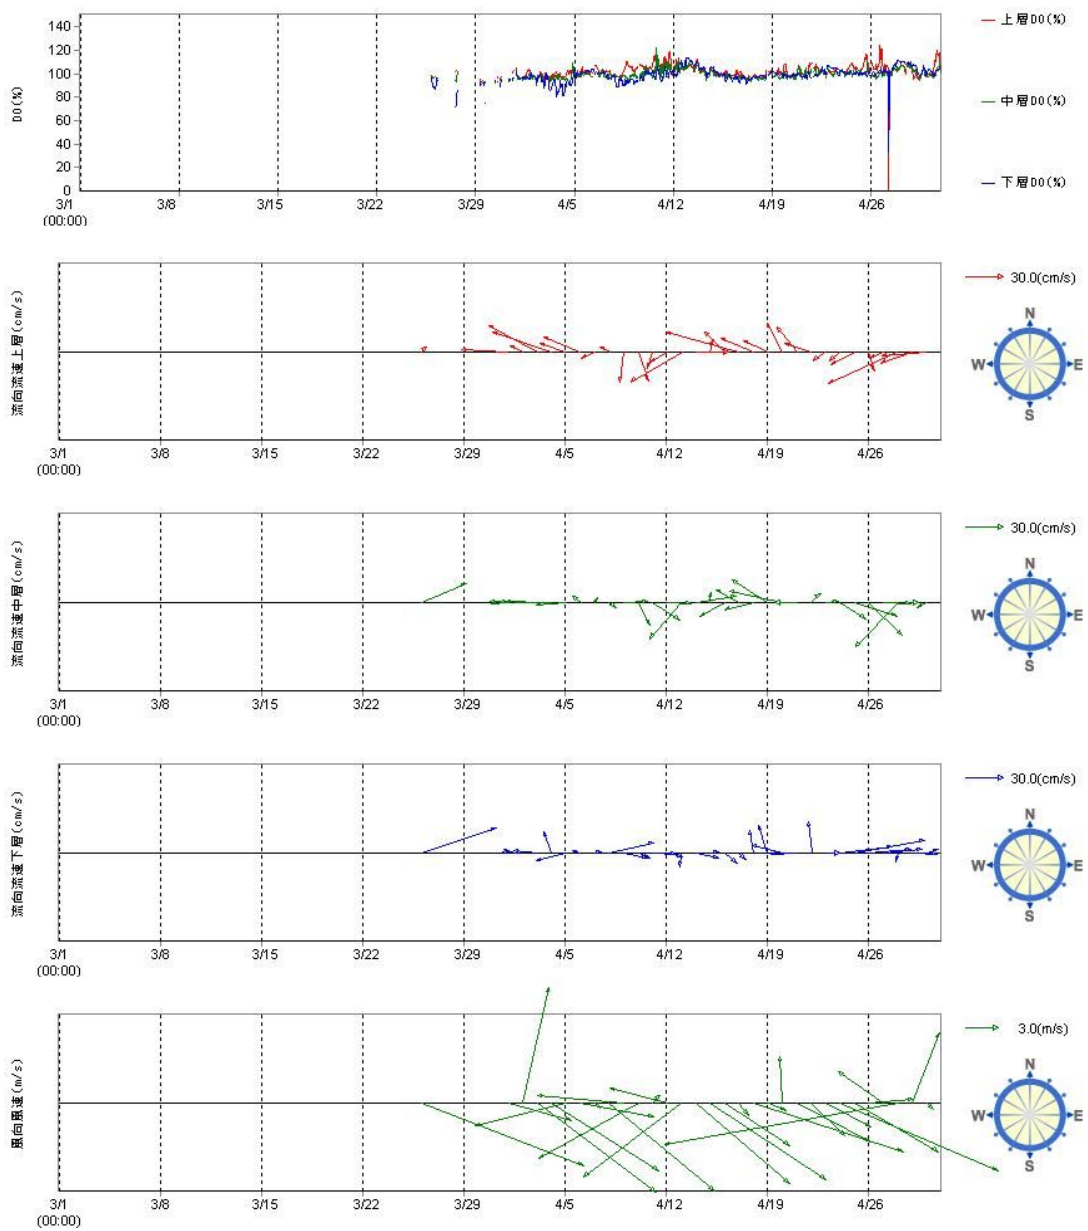 140
120
100
80
60
40
20
0
DO(%)
3/1 3/8 3/15 3/22 3/29 4/5 4/12 4/19 4/26
(00:00)
上層DO(%)
中層DO(%)
下層DO(%)
流向流速上層(cm/s)
3/1 3/8 3/15 3/22 3/29 4/5 4/12 4/19 4/26
(00:00)
30.0(cm/s)
N
W E
S
流向流速中層(cm/s)
3/1 3/8 3/15 3/22 3/29 4/5 4/12 4/19 4/26
(00:00)
30.0(cm/s)
N
W E
S
流向流速下層(cm/s)
3/1 3/8 3/15 3/22 3/29 4/5 4/12 4/19 4/26
(00:00)
30.0(cm/s)
N
W E
S
風向風速(m/s)
3/1 3/8 3/15 3/22 3/29 4/5 4/12 4/19 4/26
(00:00)
3.0(m/s)
N
W E
S